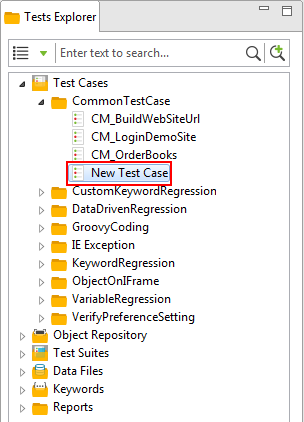 Tests Explorer
Enter text to search...
Test Cases
CommonTestCase
CM_BuildWebSiteUrl
CM_LoginDemoSite
CM_OrderBooks
New Test Case
CustomKeywordRegression
DataDrivenRegression
GroovyCoding
IE Exception
KeywordRegression
ObjectOnIFrame
VariableRegression
VerifyPreferenceSetting
Object Repository
Test Suites
Data Files
Keywords
Reports